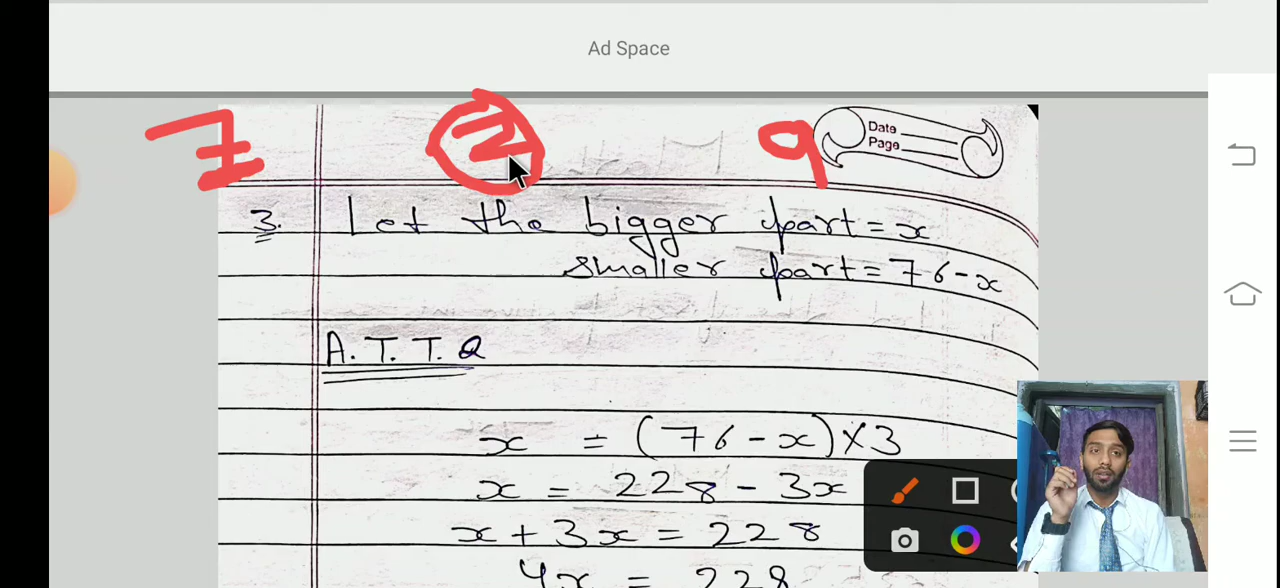 Ad Space
7 2 9
Date
Page
3. Let the bigger part = x
smaller part = 76 - x
A.T.T.Q
x = (76 - x) × 3
x = 228 - 3x
x + 3x = 228
4x = 228